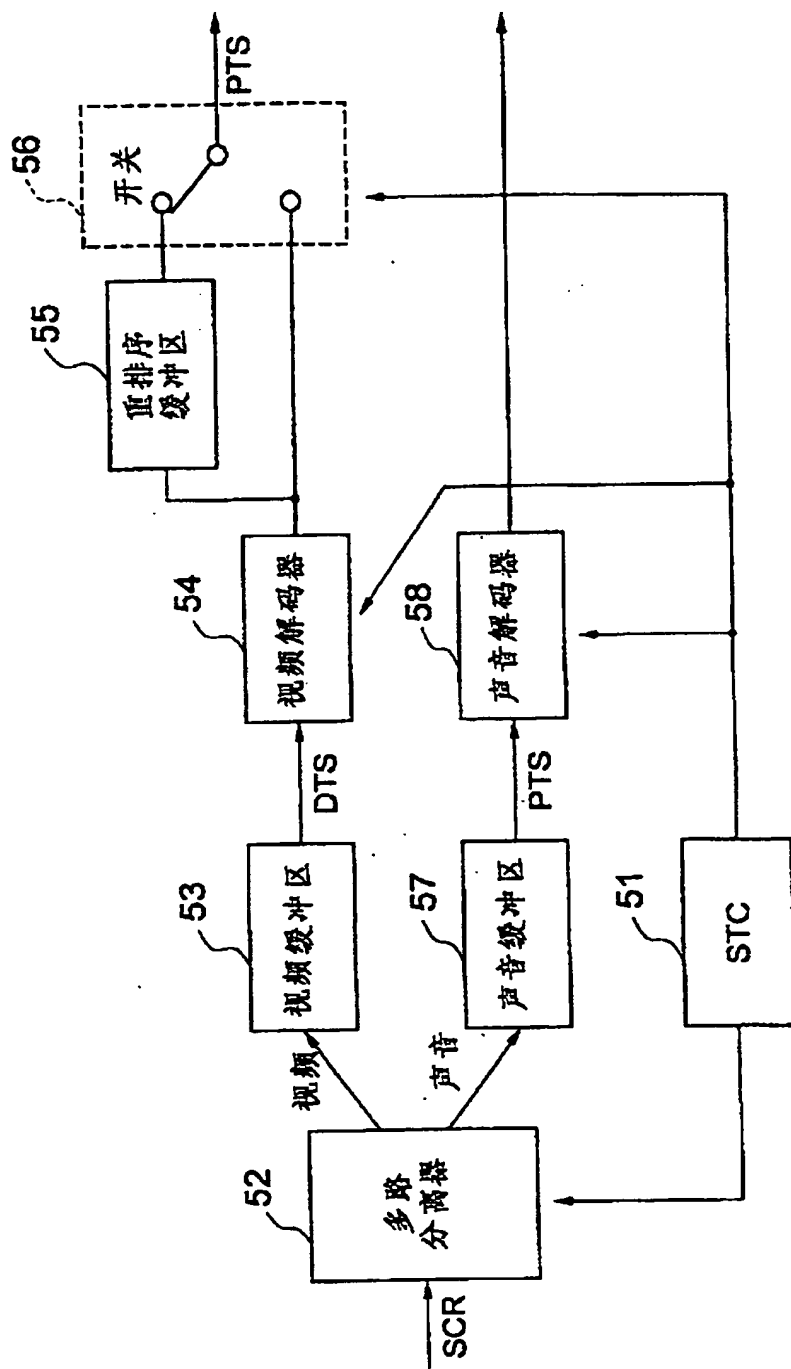 SCR
52
多路
分离器
视频
声音
53
视频缓冲区
DTS
54
视频解码器
55
重排序
缓冲区
56
开关
PTS
57
声音缓冲区
PTS
58
声音解码器
51
STC